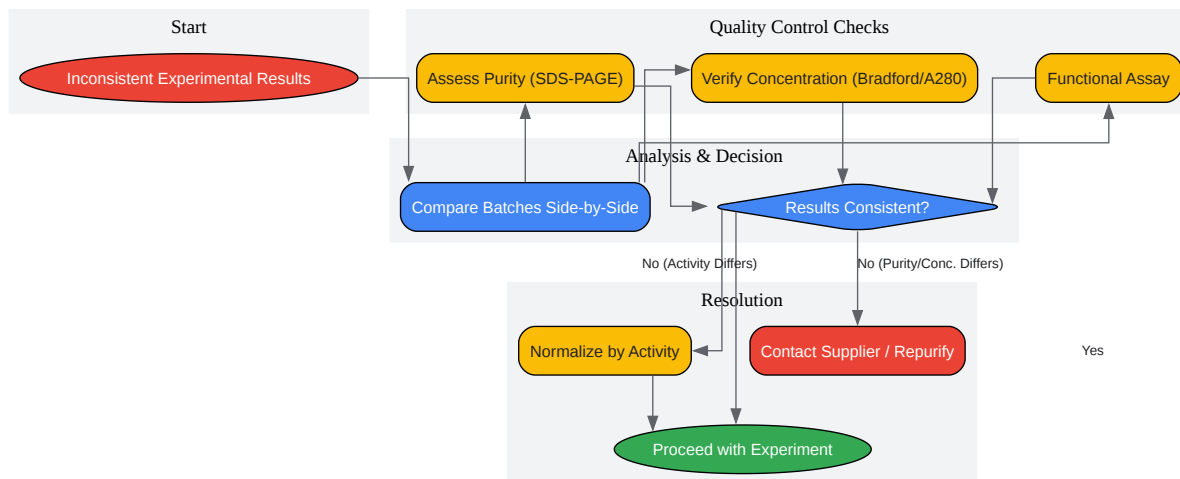 Start
Quality Control Checks
Inconsistent Experimental Results
Assess Purity (SDS-PAGE)
Verify Concentration (Bradford/A280)
Functional Assay
Analysis & Decision
Compare Batches Side-by-Side
Results Consistent?
No (Activity Differs)
No (Purity/Conc. Differs)
Resolution
Normalize by Activity
Contact Supplier / Repurify
Yes
Proceed with Experiment